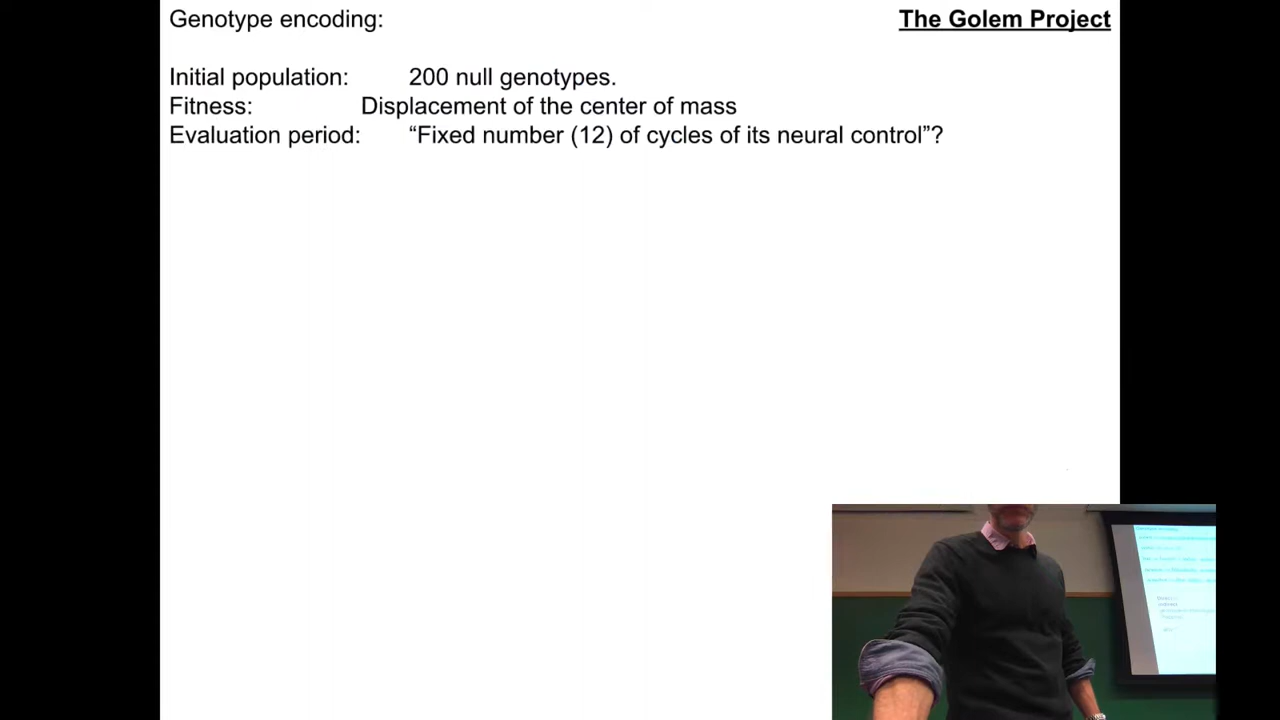 Genotype encoding:
The Golem Project
Initial population: 200 null genotypes.
Fitness: Displacement of the center of mass
Evaluation period: “Fixed number (12) of cycles of its neural control”?